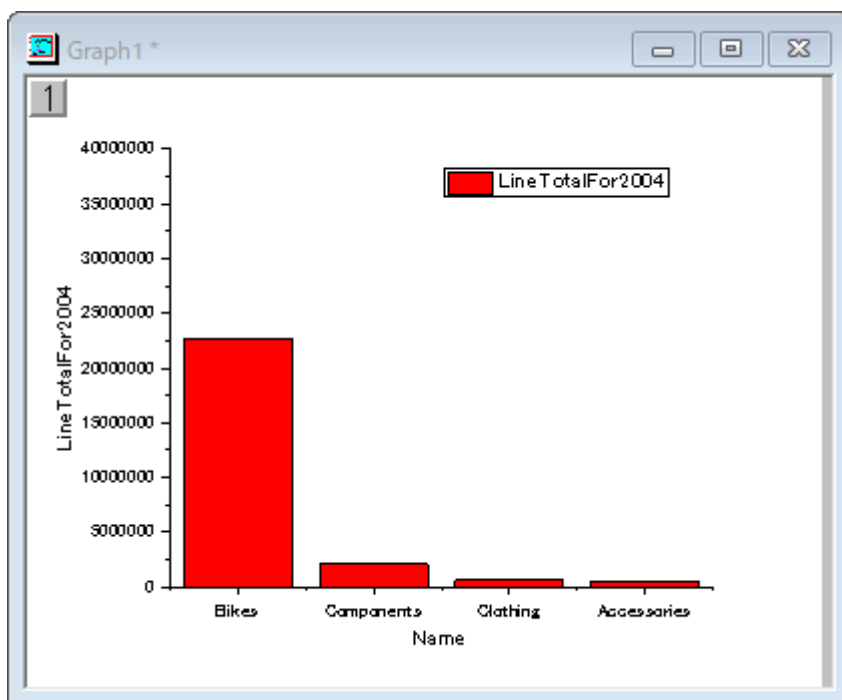 Graph1 *
1
40000000
LineTotalFor2004
35000000
30000000
25000000
20000000
15000000
10000000
5000000
0
LineTotalFor2004
Bikes Components Clothing Accessories
Name